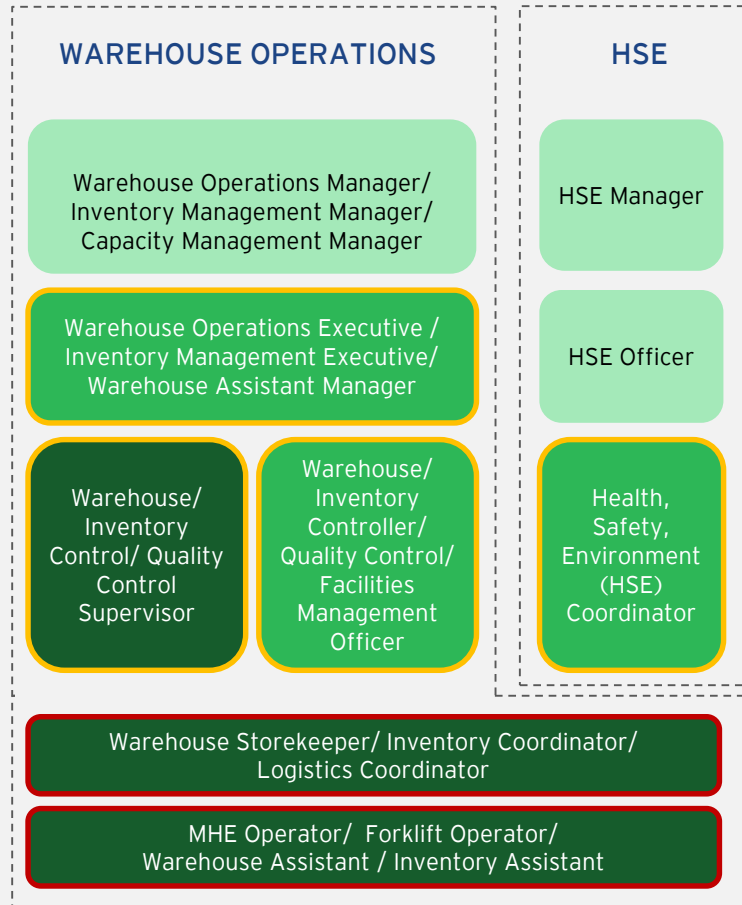 WAREHOUSE OPERATIONS
Warehouse Operations Manager/
Inventory Management Manager/
Capacity Management Manager
Warehouse Operations Executive /
Inventory Management Executive/
Warehouse Assistant Manager
Warehouse/
Inventory
Control/ Quality
Control
Supervisor
Warehouse/
Inventory
Controller/
Quality Control/
Facilities
Management
Officer
HSE
HSE Manager
HSE Officer
Health,
Safety,
Environment
(HSE)
Coordinator
Warehouse Storekeeper/ Inventory Coordinator/
Logistics Coordinator
MHE Operator/ Forklift Operator/
Warehouse Assistant / Inventory Assistant